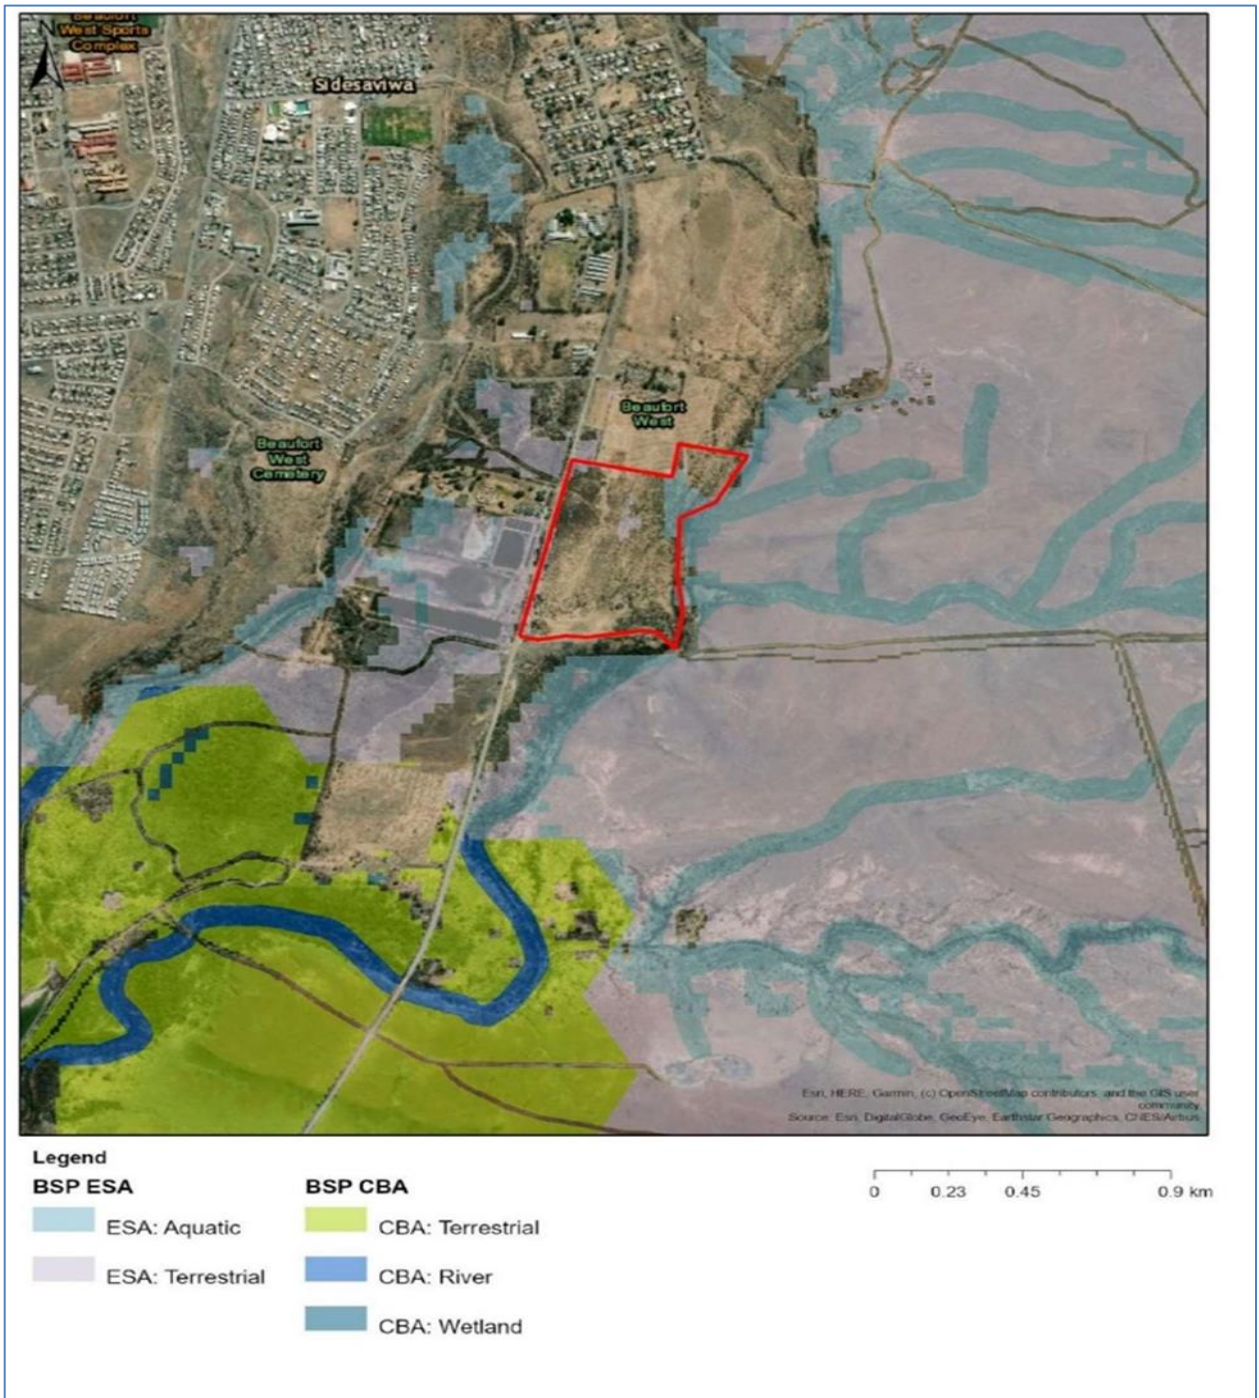 Beaufort
West Sports
Complex
N
Sidesaviwa
Beaufort
West
Beaufort
West
Cemetery
Esri, HERE, Garmin, (c) OpenStreetMap contributors, and the GIS user
community
Source: Esri, DigitalGlobe, GeoEye, Earthstar Geographics, CNES/Airbus
Legend
BSP ESA
ESA: Aquatic
ESA: Terrestrial
BSP CBA
CBA: Terrestrial
CBA: River
CBA: Wetland
0 0.23 0.45 0.9 km